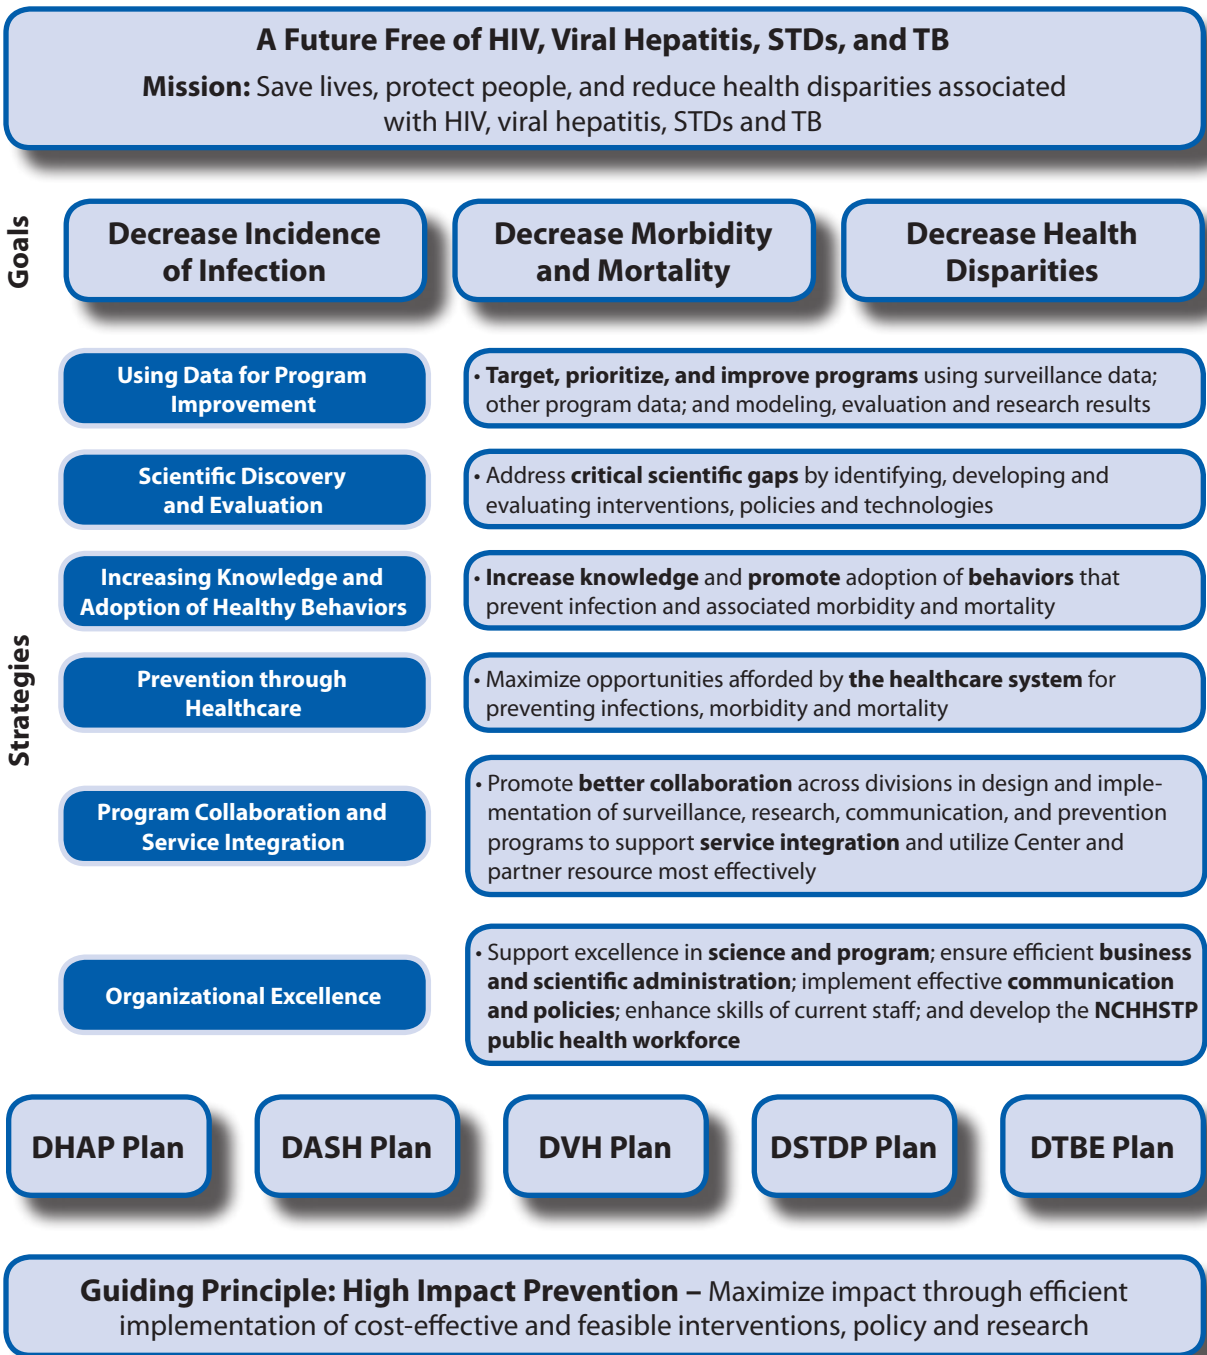 A Future Free of HIV, Viral Hepatitis, STDs, and TB
Mission: Save lives, protect people, and reduce health disparities associated
with HIV, viral hepatitis, STDs and TB
Goals
Decrease Incidence
of Infection
Decrease Morbidity
and Mortality
Decrease Health
Disparities
Strategies
Using Data for Program
Improvement
• Target, prioritize, and improve programs using surveillance data;
other program data; and modeling, evaluation and research results
Scientific Discovery
and Evaluation
• Address critical scientific gaps by identifying, developing and
evaluating interventions, policies and technologies
Increasing Knowledge and
Adoption of Healthy Behaviors
• Increase knowledge and promote adoption of behaviors that
prevent infection and associated morbidity and mortality
Prevention through
Healthcare
• Maximize opportunities afforded by the healthcare system for
preventing infections, morbidity and mortality
Program Collaboration and
Service Integration
• Promote better collaboration across divisions in design and imple-
mentation of surveillance, research, communication, and prevention
programs to support service integration and utilize Center and
partner resource most effectively
Organizational Excellence
• Support excellence in science and program; ensure efficient business
and scientific administration; implement effective communication
and policies; enhance skills of current staff; and develop the NCHHSTP
public health workforce
DHAP Plan
DASH Plan
DVH Plan
DSTDP Plan
DTBE Plan
Guiding Principle: High Impact Prevention – Maximize impact through efficient
implementation of cost-effective and feasible interventions, policy and research